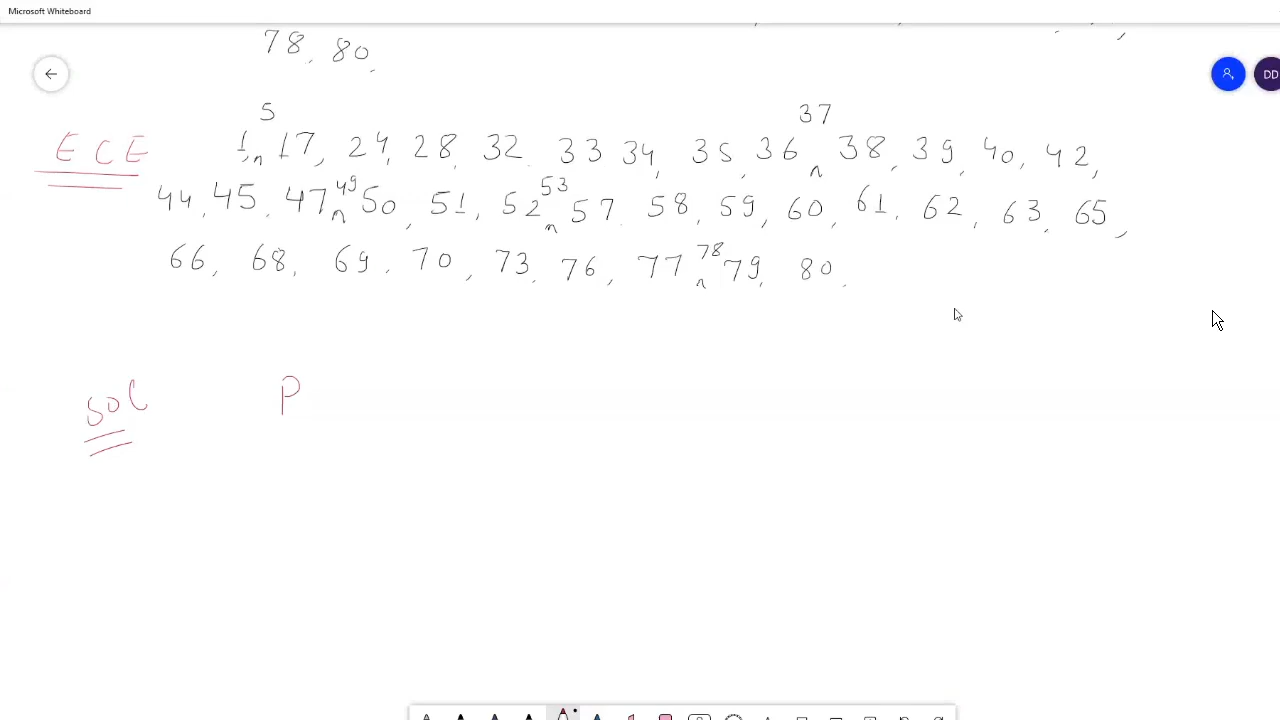 Microsoft Whiteboard
78, 80,
DD
ECE 1, 5 17, 24, 28, 32. 33 34, 35, 36 37 38, 39, 40, 42,
44, 45, 47 49 50, 51, 52 53 57. 58, 59, 60, 61, 62, 63, 65,
66, 68, 69, 70, 73, 76, 77 78 79, 80,
Sol P